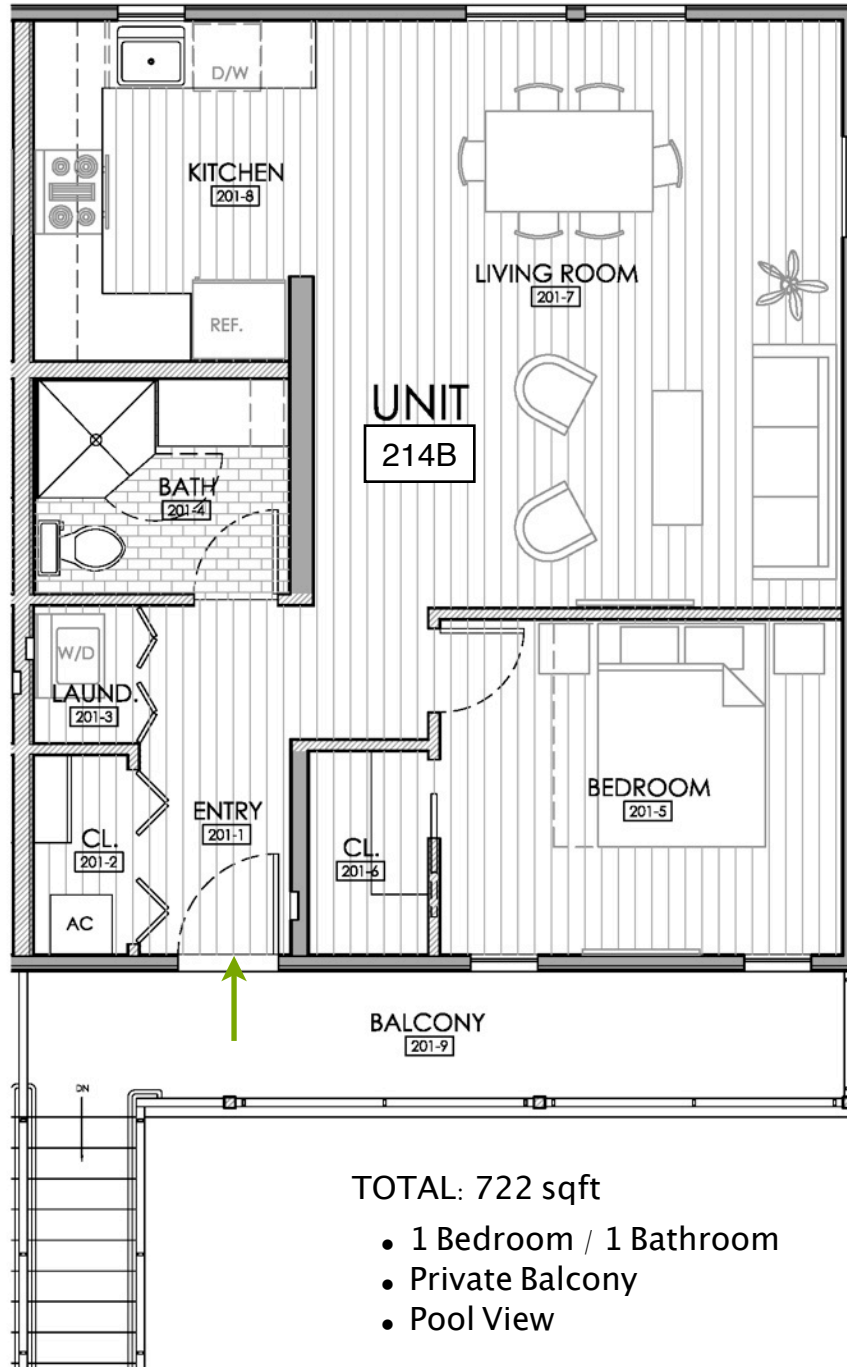 D/W
KITCHEN
201-8
LIVING ROOM
201-7
REF.
UNIT
214B
BATH
201-4
W/D
LAUND.
201-3
BEDROOM
201-5
ENTRY
201-1
CL.
201-2
CL.
201-6
AC
BALCONY
201-9
DN
TOTAL: 722 sqft
• 1 Bedroom / 1 Bathroom
• Private Balcony
• Pool View